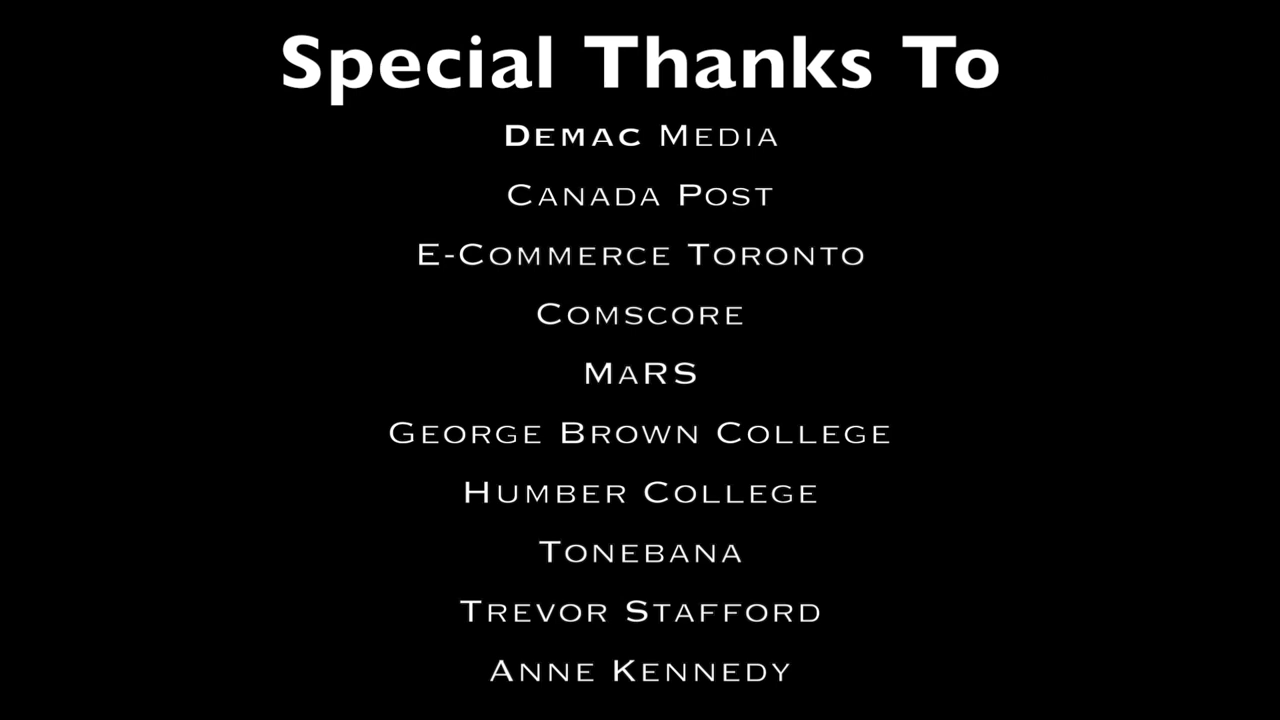 Special Thanks To
Demac Media
Canada Post
E-Commerce Toronto
Comscore
MaRS
George Brown College
Humber College
Tonebana
Trevor Stafford
Anne Kennedy